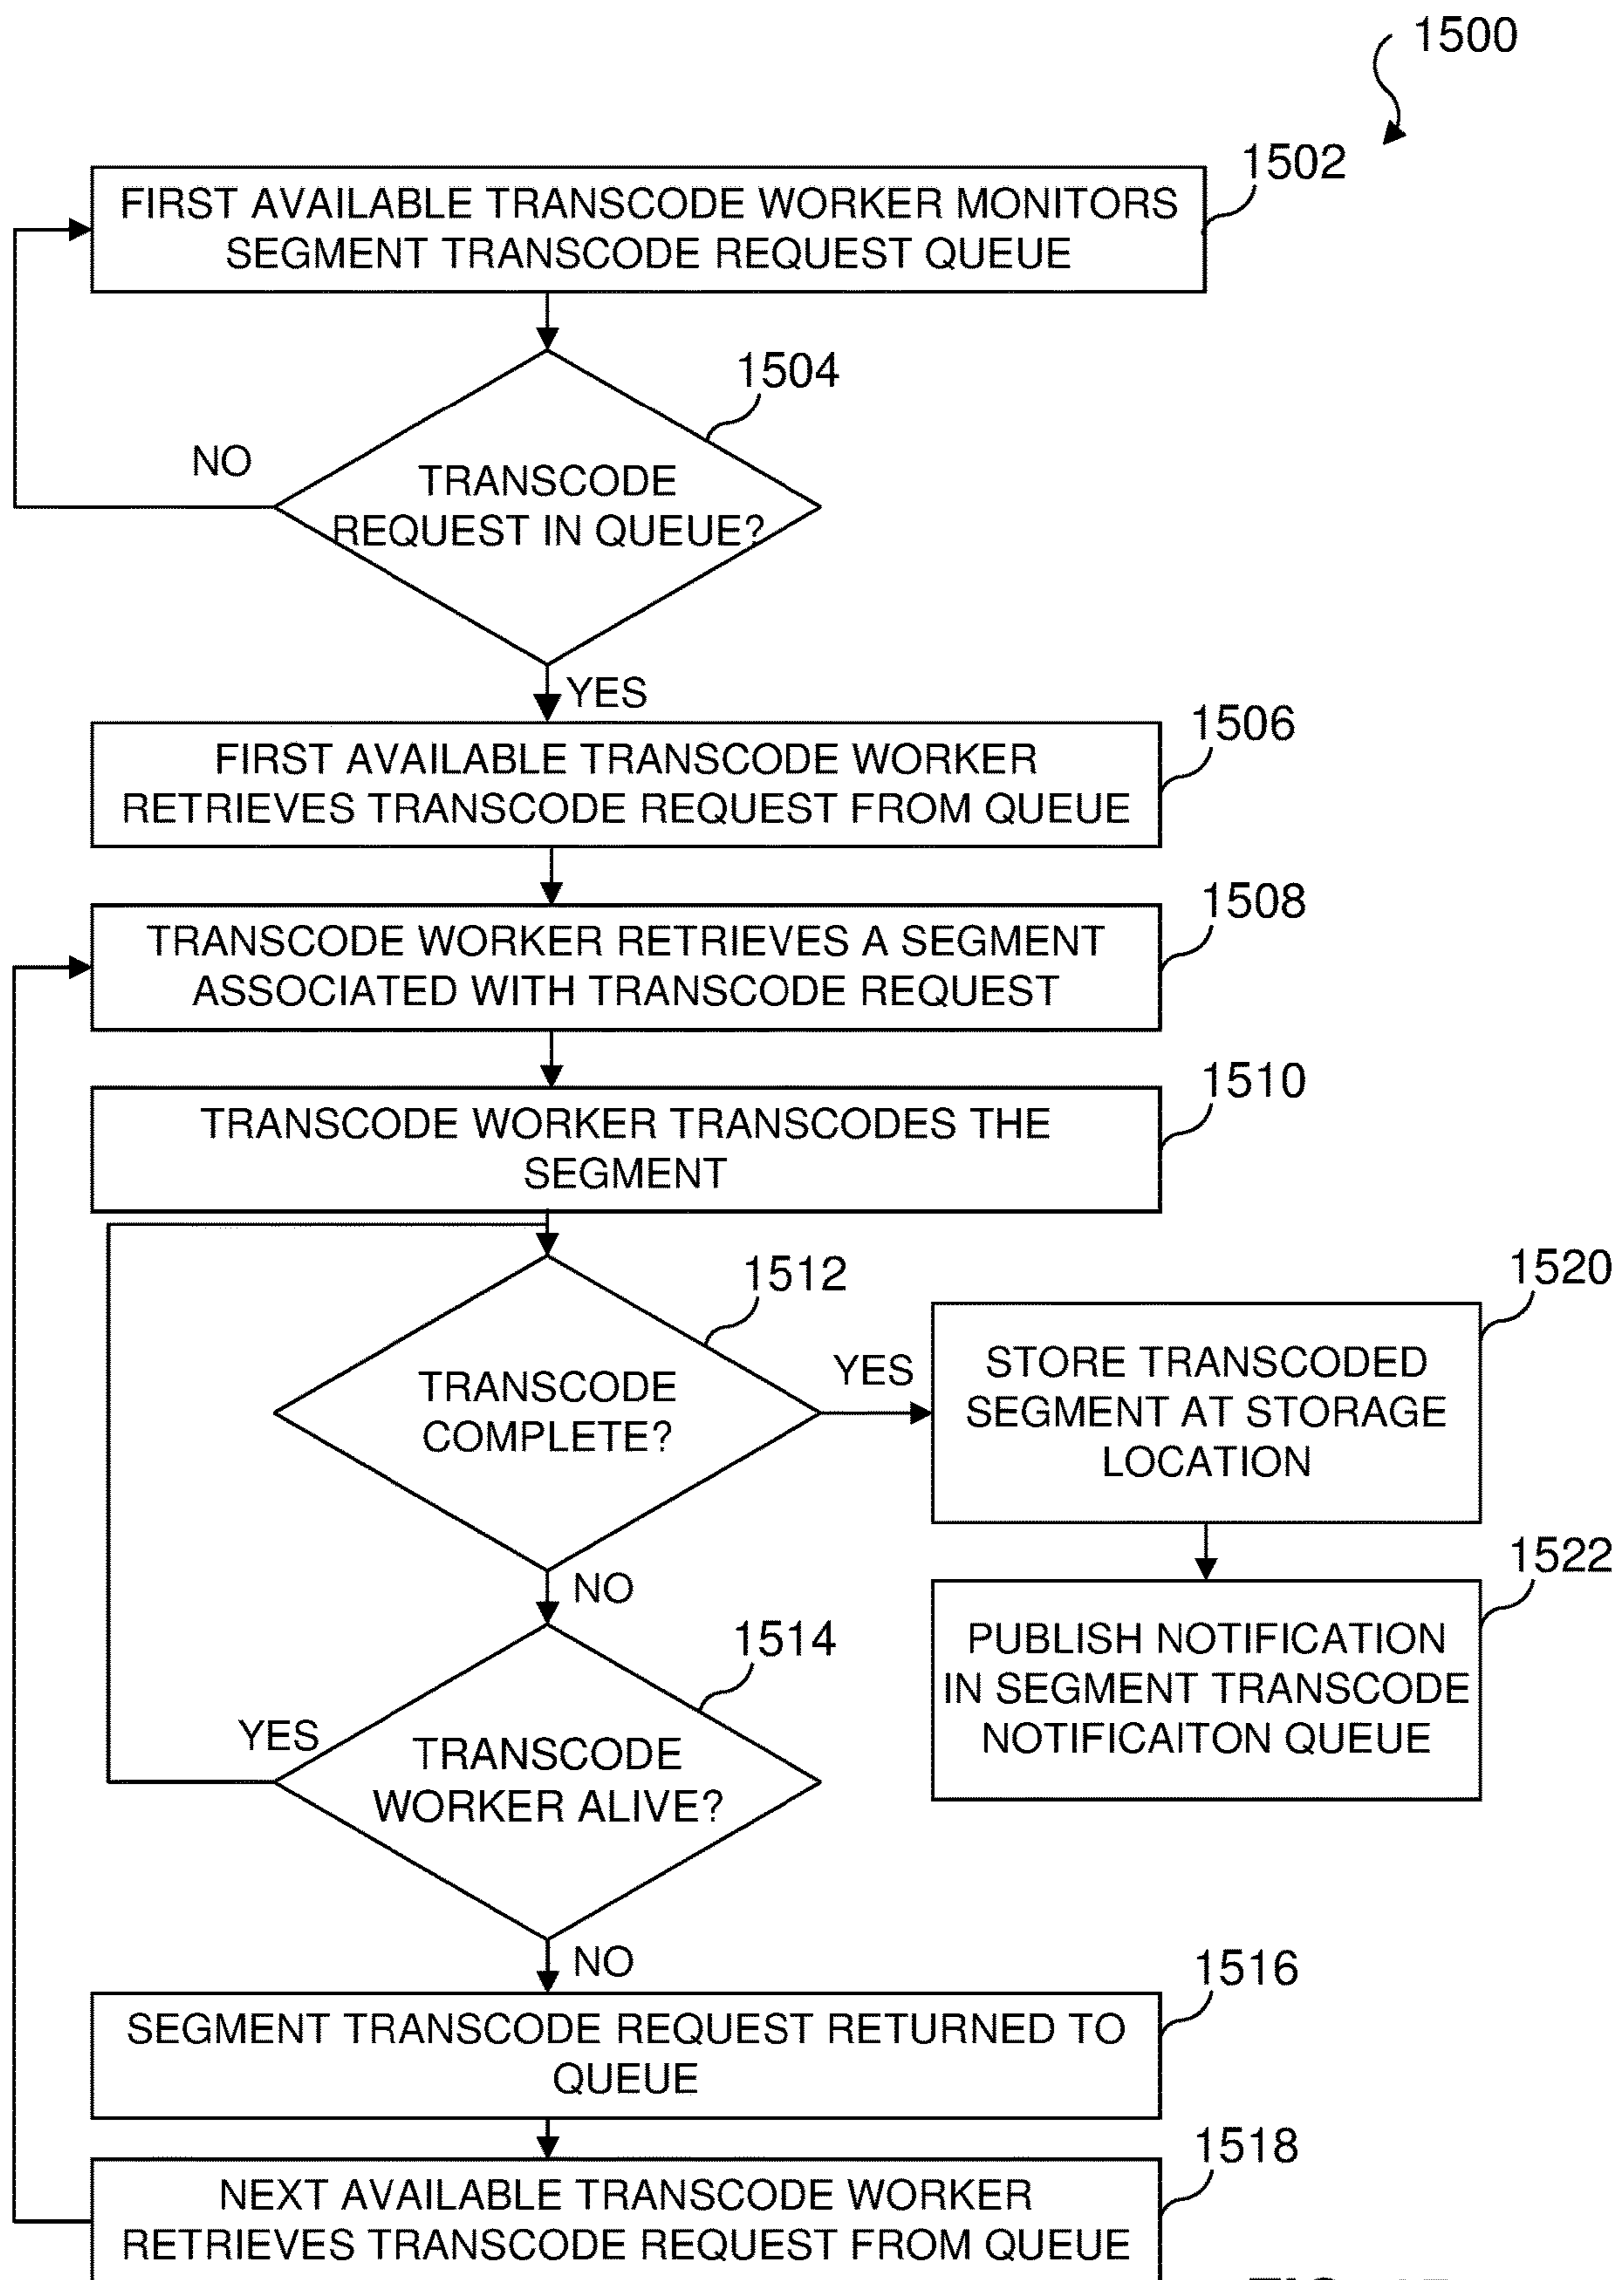 1500
1502
FIRST AVAILABLE TRANSCODE WORKER MONITORS
SEGMENT TRANSCODE REQUEST QUEUE
1504
NO
TRANSCODE
REQUEST IN QUEUE?
YES
1506
FIRST AVAILABLE TRANSCODE WORKER
RETRIEVES TRANSCODE REQUEST FROM QUEUE
1508
TRANSCODE WORKER RETRIEVES A SEGMENT
ASSOCIATED WITH TRANSCODE REQUEST
1510
TRANSCODE WORKER TRANSCODES THE
SEGMENT
1512
TRANSCODE
COMPLETE?
YES
1520
STORE TRANSCODED
SEGMENT AT STORAGE
LOCATION
NO
1522
PUBLISH NOTIFICATION
IN SEGMENT TRANSCODE
NOTIFICAITON QUEUE
1514
YES
TRANSCODE
WORKER ALIVE?
NO
1516
SEGMENT TRANSCODE REQUEST RETURNED TO
QUEUE
1518
NEXT AVAILABLE TRANSCODE WORKER
RETRIEVES TRANSCODE REQUEST FROM QUEUE